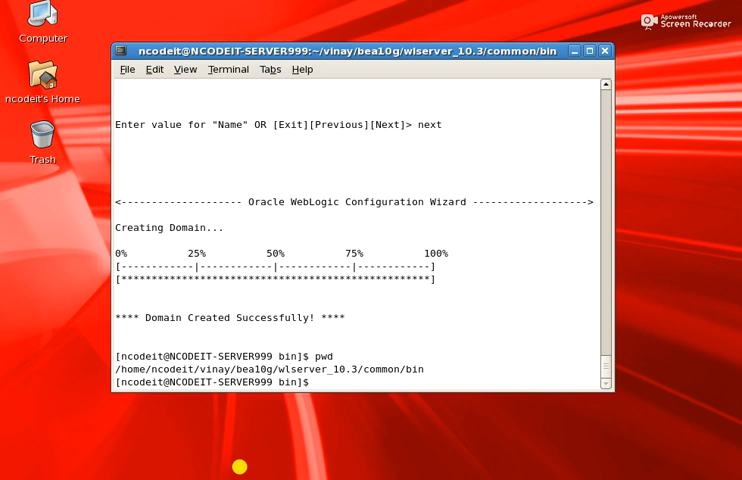 Computer
ncodeit's Home
Trash
Apowersoft
Screen Recorder
ncodeit@NCODEIT-SERVER999:~/vinay/bea10g/wlserver_10.3/common/bin
File Edit View Terminal Tabs Help
Enter value for "Name" OR [Exit][Previous][Next]> next
<-------------------- Oracle WebLogic Configuration Wizard ------------------->
Creating Domain...
0% 25% 50% 75% 100%
[------------|------------|------------|------------]
[***************************************************]
**** Domain Created Successfully! ****
[ncodeit@NCODEIT-SERVER999 bin]$ pwd
/home/ncodeit/vinay/bea10g/wlserver_10.3/common/bin
[ncodeit@NCODEIT-SERVER999 bin]$